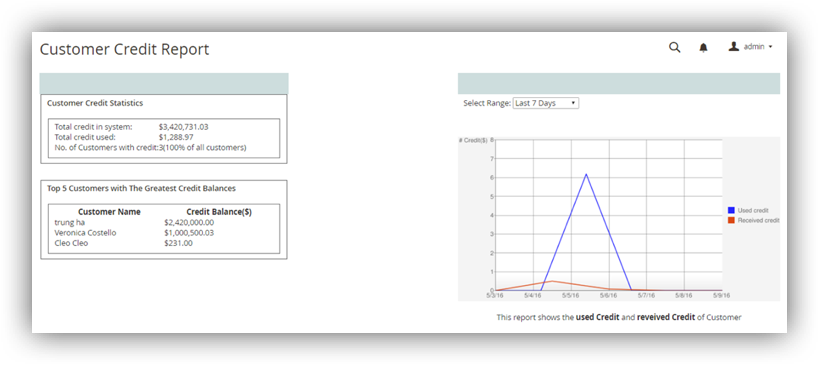 Customer Credit Report
admin
Customer Credit Statistics
Total credit in system: $3,420,731.03
Total credit used: $1,288.97
No. of Customers with credit:3(100% of all customers)
Top 5 Customers with The Greatest Credit Balances
Customer Name Credit Balance($)
trung ha $2,420,000.00
Veronica Costello $1,000,500.03
Cleo Cleo $231.00
Select Range: Last 7 Days
# Credit($)
8
7
6
5
4
3
2
1
0
5/3/16 5/4/16 5/5/16 5/6/16 5/7/16 5/8/16 5/9/16
Used credit
Received credit
This report shows the used Credit and reveived Credit of Customer